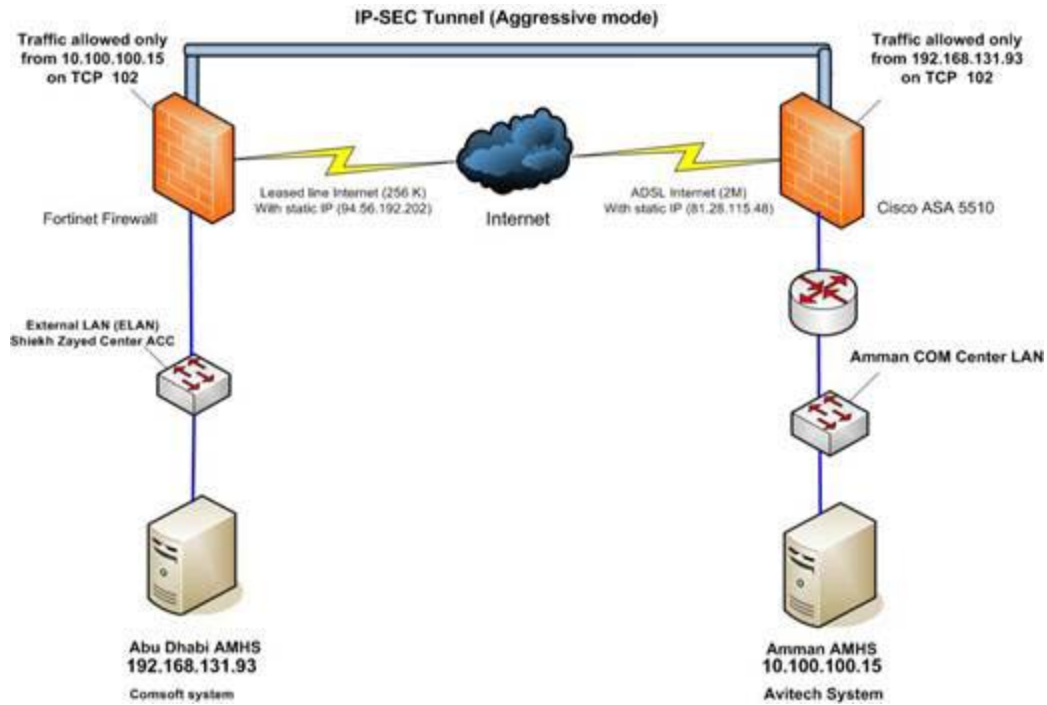 IP-SEC Tunnel (Aggressive mode)
Traffic allowed only
from 10.100.100.15
on TCP 102
Traffic allowed only
from 192.168.131.93
on TCP 102
Leased line Internet (256 K)
With static IP (94.56.192.202)
Internet
ADSL Internet (2M)
With static IP (81.28.115.48)
Fortinet Firewall
Cisco ASA 5510
External LAN (ELAN)
Shiekh Zayed Center ACC
Amman COM Center LAN
Abu Dhabi AMHS
192.168.131.93
Comsoft system
Amman AMHS
10.100.100.15
Avitech System